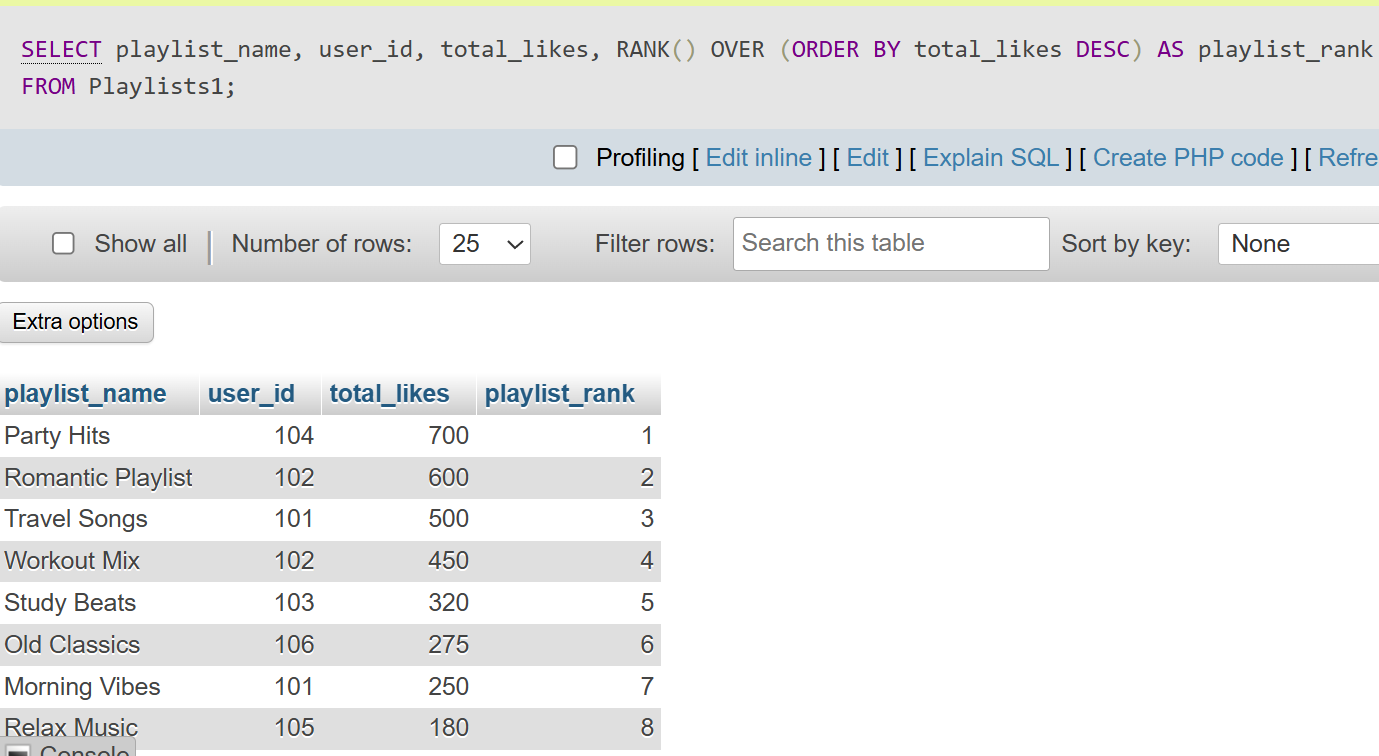 SELECT playlist_name, user_id, total_likes, RANK() OVER (ORDER BY total_likes DESC) AS playlist_rank
FROM Playlists1;
Profiling [ Edit inline ] [ Edit ] [ Explain SQL ] [ Create PHP code ] [ Refre
Show all Number of rows: 25 Filter rows: Search this table Sort by key: None
Extra options
playlist_name user_id total_likes playlist_rank
Party Hits 104 700 1
Romantic Playlist 102 600 2
Travel Songs 101 500 3
Workout Mix 102 450 4
Study Beats 103 320 5
Old Classics 106 275 6
Morning Vibes 101 250 7
Relax Music 105 180 8
Console